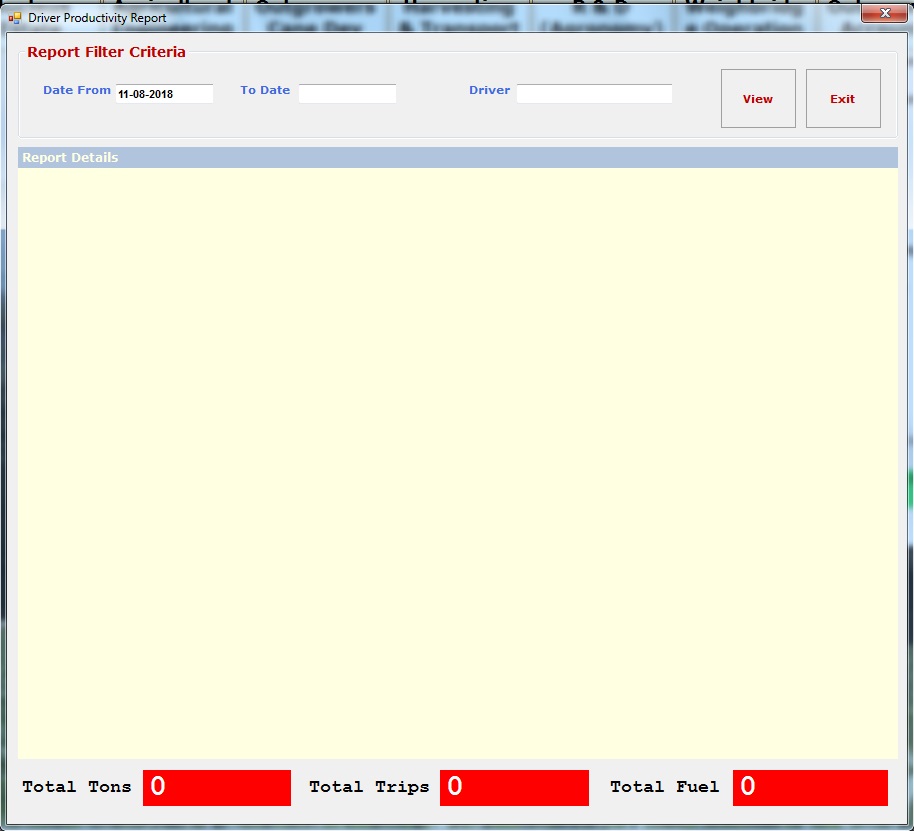 Driver Productivity Report
Report Filter Criteria
Date From 11-08-2018 To Date Driver View Exit
Report Details
Total Tons 0 Total Trips 0 Total Fuel 0